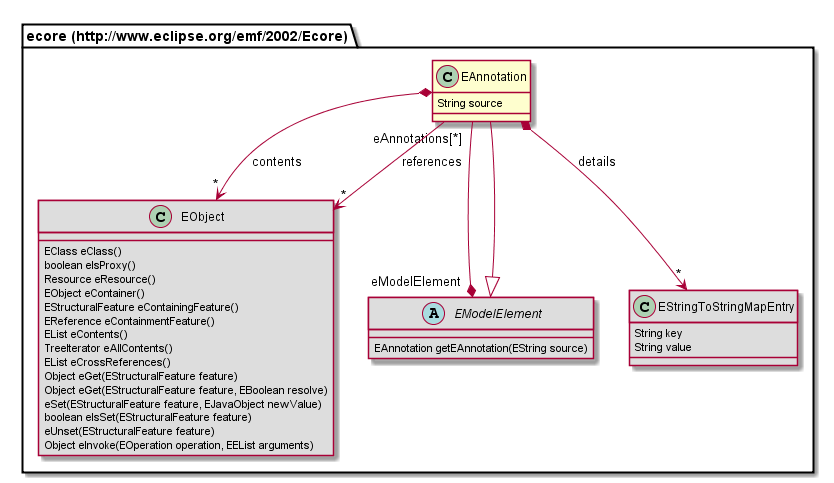 ecore (http://www.eclipse.org/emf/2002/Ecore)
C EAnnotation
String source
eAnnotations[*]
contents
references
details
*
*
*
C EObject
EClass eClass()
boolean eIsProxy()
Resource eResource()
EObject eContainer()
EStructuralFeature eContainingFeature()
EReference eContainmentFeature()
EList eContents()
TreeIterator eAllContents()
EList eCrossReferences()
Object eGet(EStructuralFeature feature)
Object eGet(EStructuralFeature feature, EBoolean resolve)
eSet(EStructuralFeature feature, EJavaObject newValue)
boolean eIsSet(EStructuralFeature feature)
eUnset(EStructuralFeature feature)
Object eInvoke(EOperation operation, EEList arguments)
eModelElement
A EModelElement
EAnnotation getEAnnotation(EString source)
C EStringToStringMapEntry
String key
String value